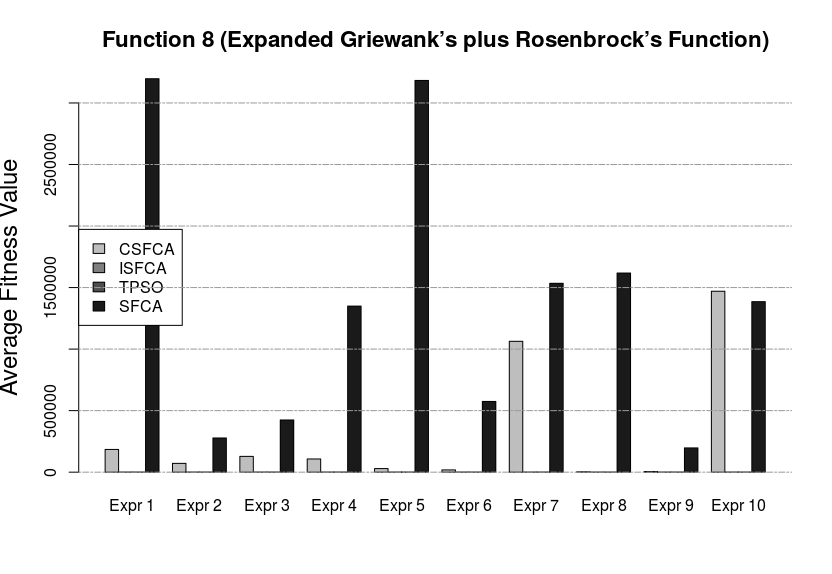 Function 8 (Expanded Griewank’s plus Rosenbrock’s Function)
Average Fitness Value
2500000
1500000
500000
0
CSFCA
ISFCA
TPSO
SFCA
Expr 1 Expr 2 Expr 3 Expr 4 Expr 5 Expr 6 Expr 7 Expr 8 Expr 9 Expr 10